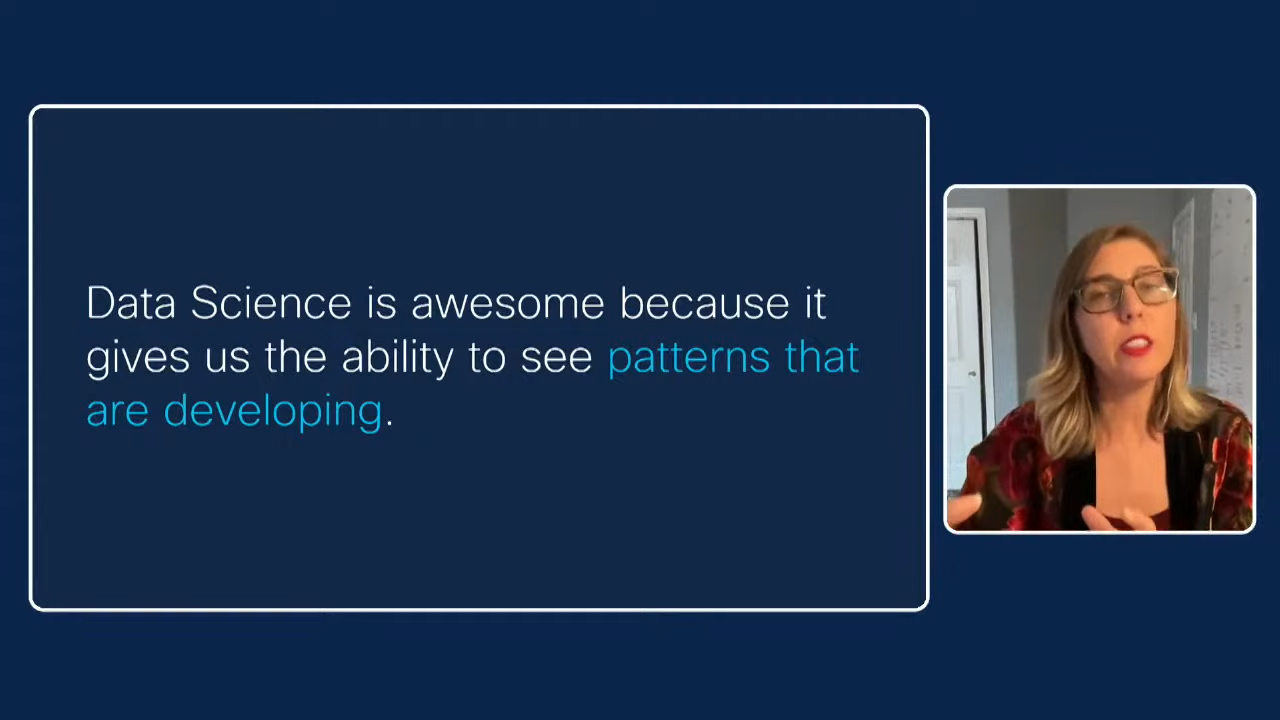 Data Science is awesome because it
gives us the ability to see patterns that
are developing.